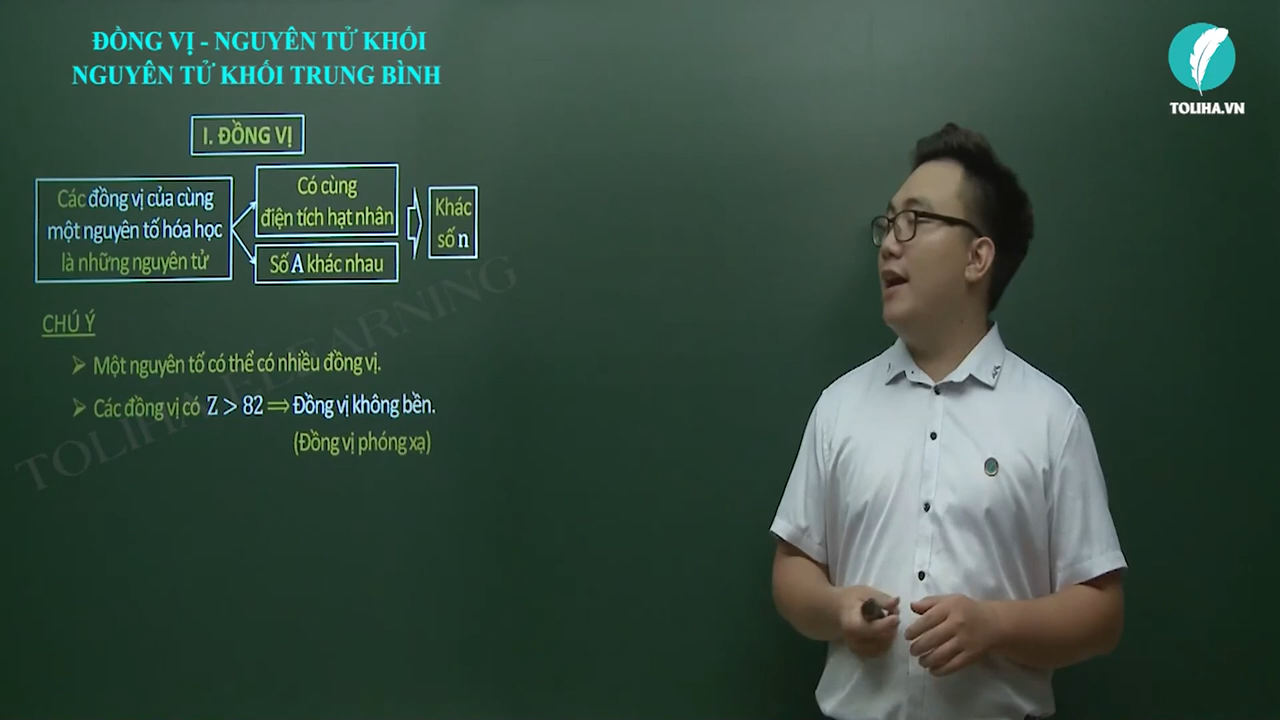 ĐỒNG VỊ - NGUYÊN TỬ KHỐI
NGUYÊN TỬ KHỐI TRUNG BÌNH
TOLIHA.VN
I. ĐỒNG VỊ
Các đồng vị của cùng
một nguyên tố hóa học
là những nguyên tử
Có cùng
điện tích hạt nhân
Số A khác nhau
Khác
số n
CHÚ Ý
➢ Một nguyên tố có thể có nhiều đồng vị.
➢ Các đồng vị có Z > 82 ⟹ Đồng vị không bền.
(Đồng vị phóng xạ)
TOLIHA ELEARNING